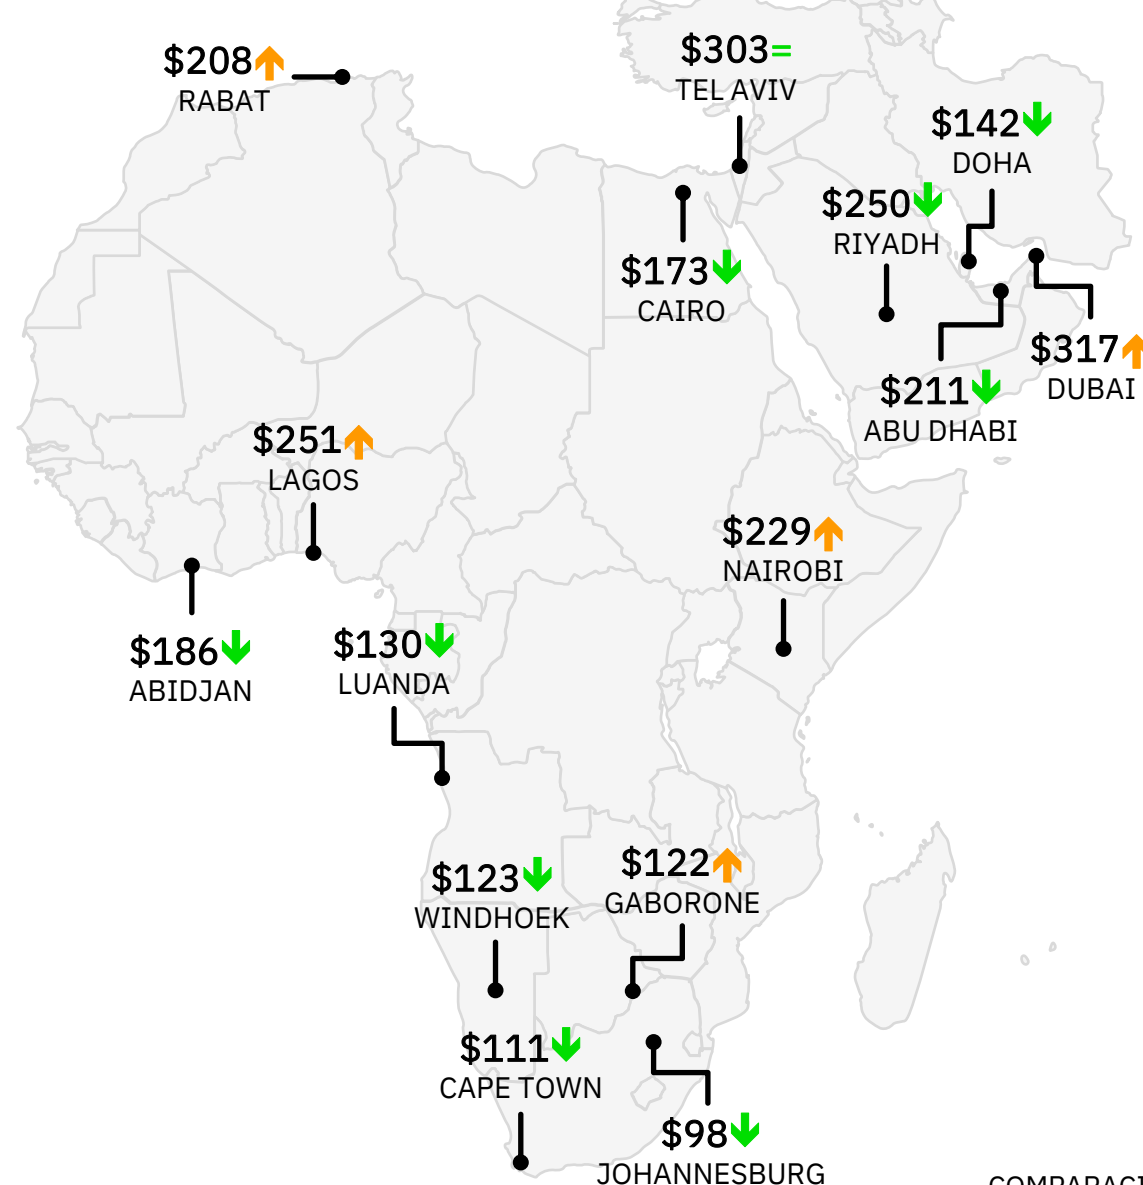 $208
RABAT
$303=
TEL AVIV
$142
DOHA
$250
RIYADH
$173
CAIRO
$317
DUBAI
$211
ABU DHABI
$251
LAGOS
$229
NAIROBI
$186
ABIDJAN
$130
LUANDA
$123
WINDHOEK
$122
GABORONE
$111
CAPE TOWN
$98
JOHANNESBURG